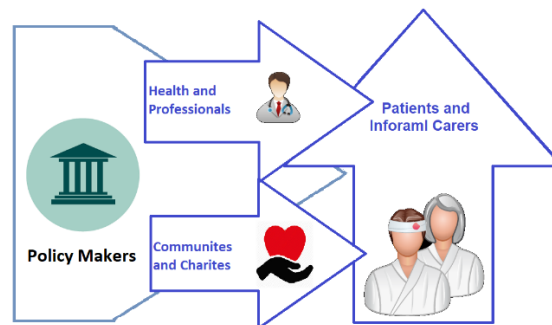 Health and
Professionals
Patients and
Inforaml Carers
Policy Makers
Communites
and Charites